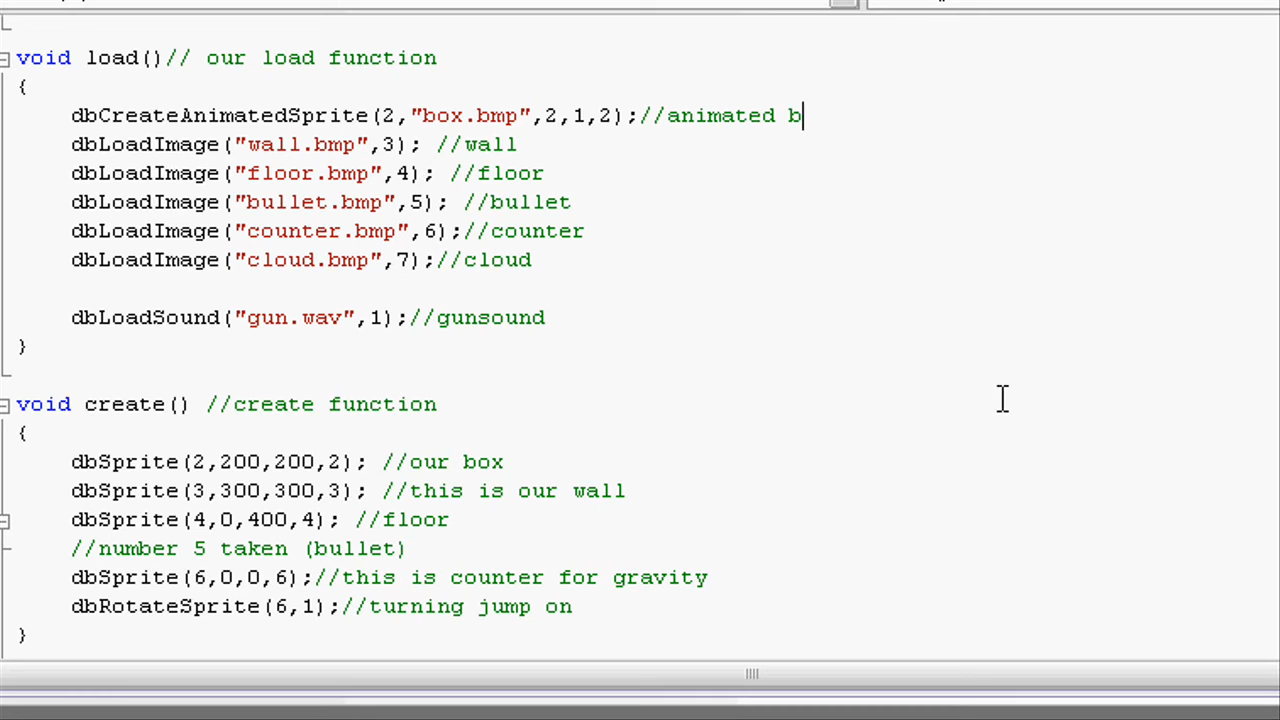 void load()// our load function
{
dbCreateAnimatedSprite(2,"box.bmp",2,1,2);//animated b
dbLoadImage("wall.bmp",3); //wall
dbLoadImage("floor.bmp",4); //floor
dbLoadImage("bullet.bmp",5); //bullet
dbLoadImage("counter.bmp",6);//counter
dbLoadImage("cloud.bmp",7);//cloud
dbLoadSound("gun.wav",1);//gunsound
}
void create() //create function
{
dbSprite(2,200,200,2); //our box
dbSprite(3,300,300,3); //this is our wall
dbSprite(4,0,400,4); //floor
//number 5 taken (bullet)
dbSprite(6,0,0,6);//this is counter for gravity
dbRotateSprite(6,1);//turning jump on
}